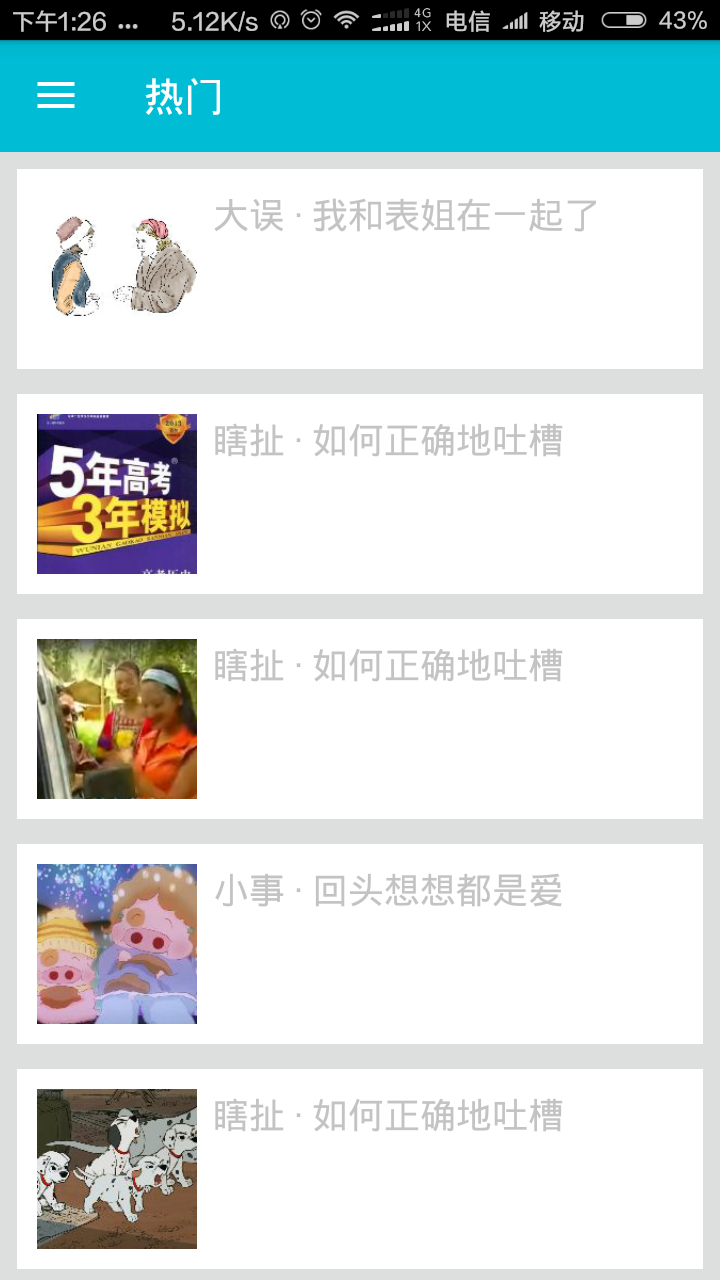 下午1:26 ... 5.12K/s 4G 1X 电信 移动 43%
热门
大误 · 我和表姐在一起了
瞎扯 · 如何正确地吐槽
2013
5年高考
3年模拟
WUNIAN GAOKAO SANNIAN
瞎扯 · 如何正确地吐槽
小事 · 回头想想都是爱
瞎扯 · 如何正确地吐槽